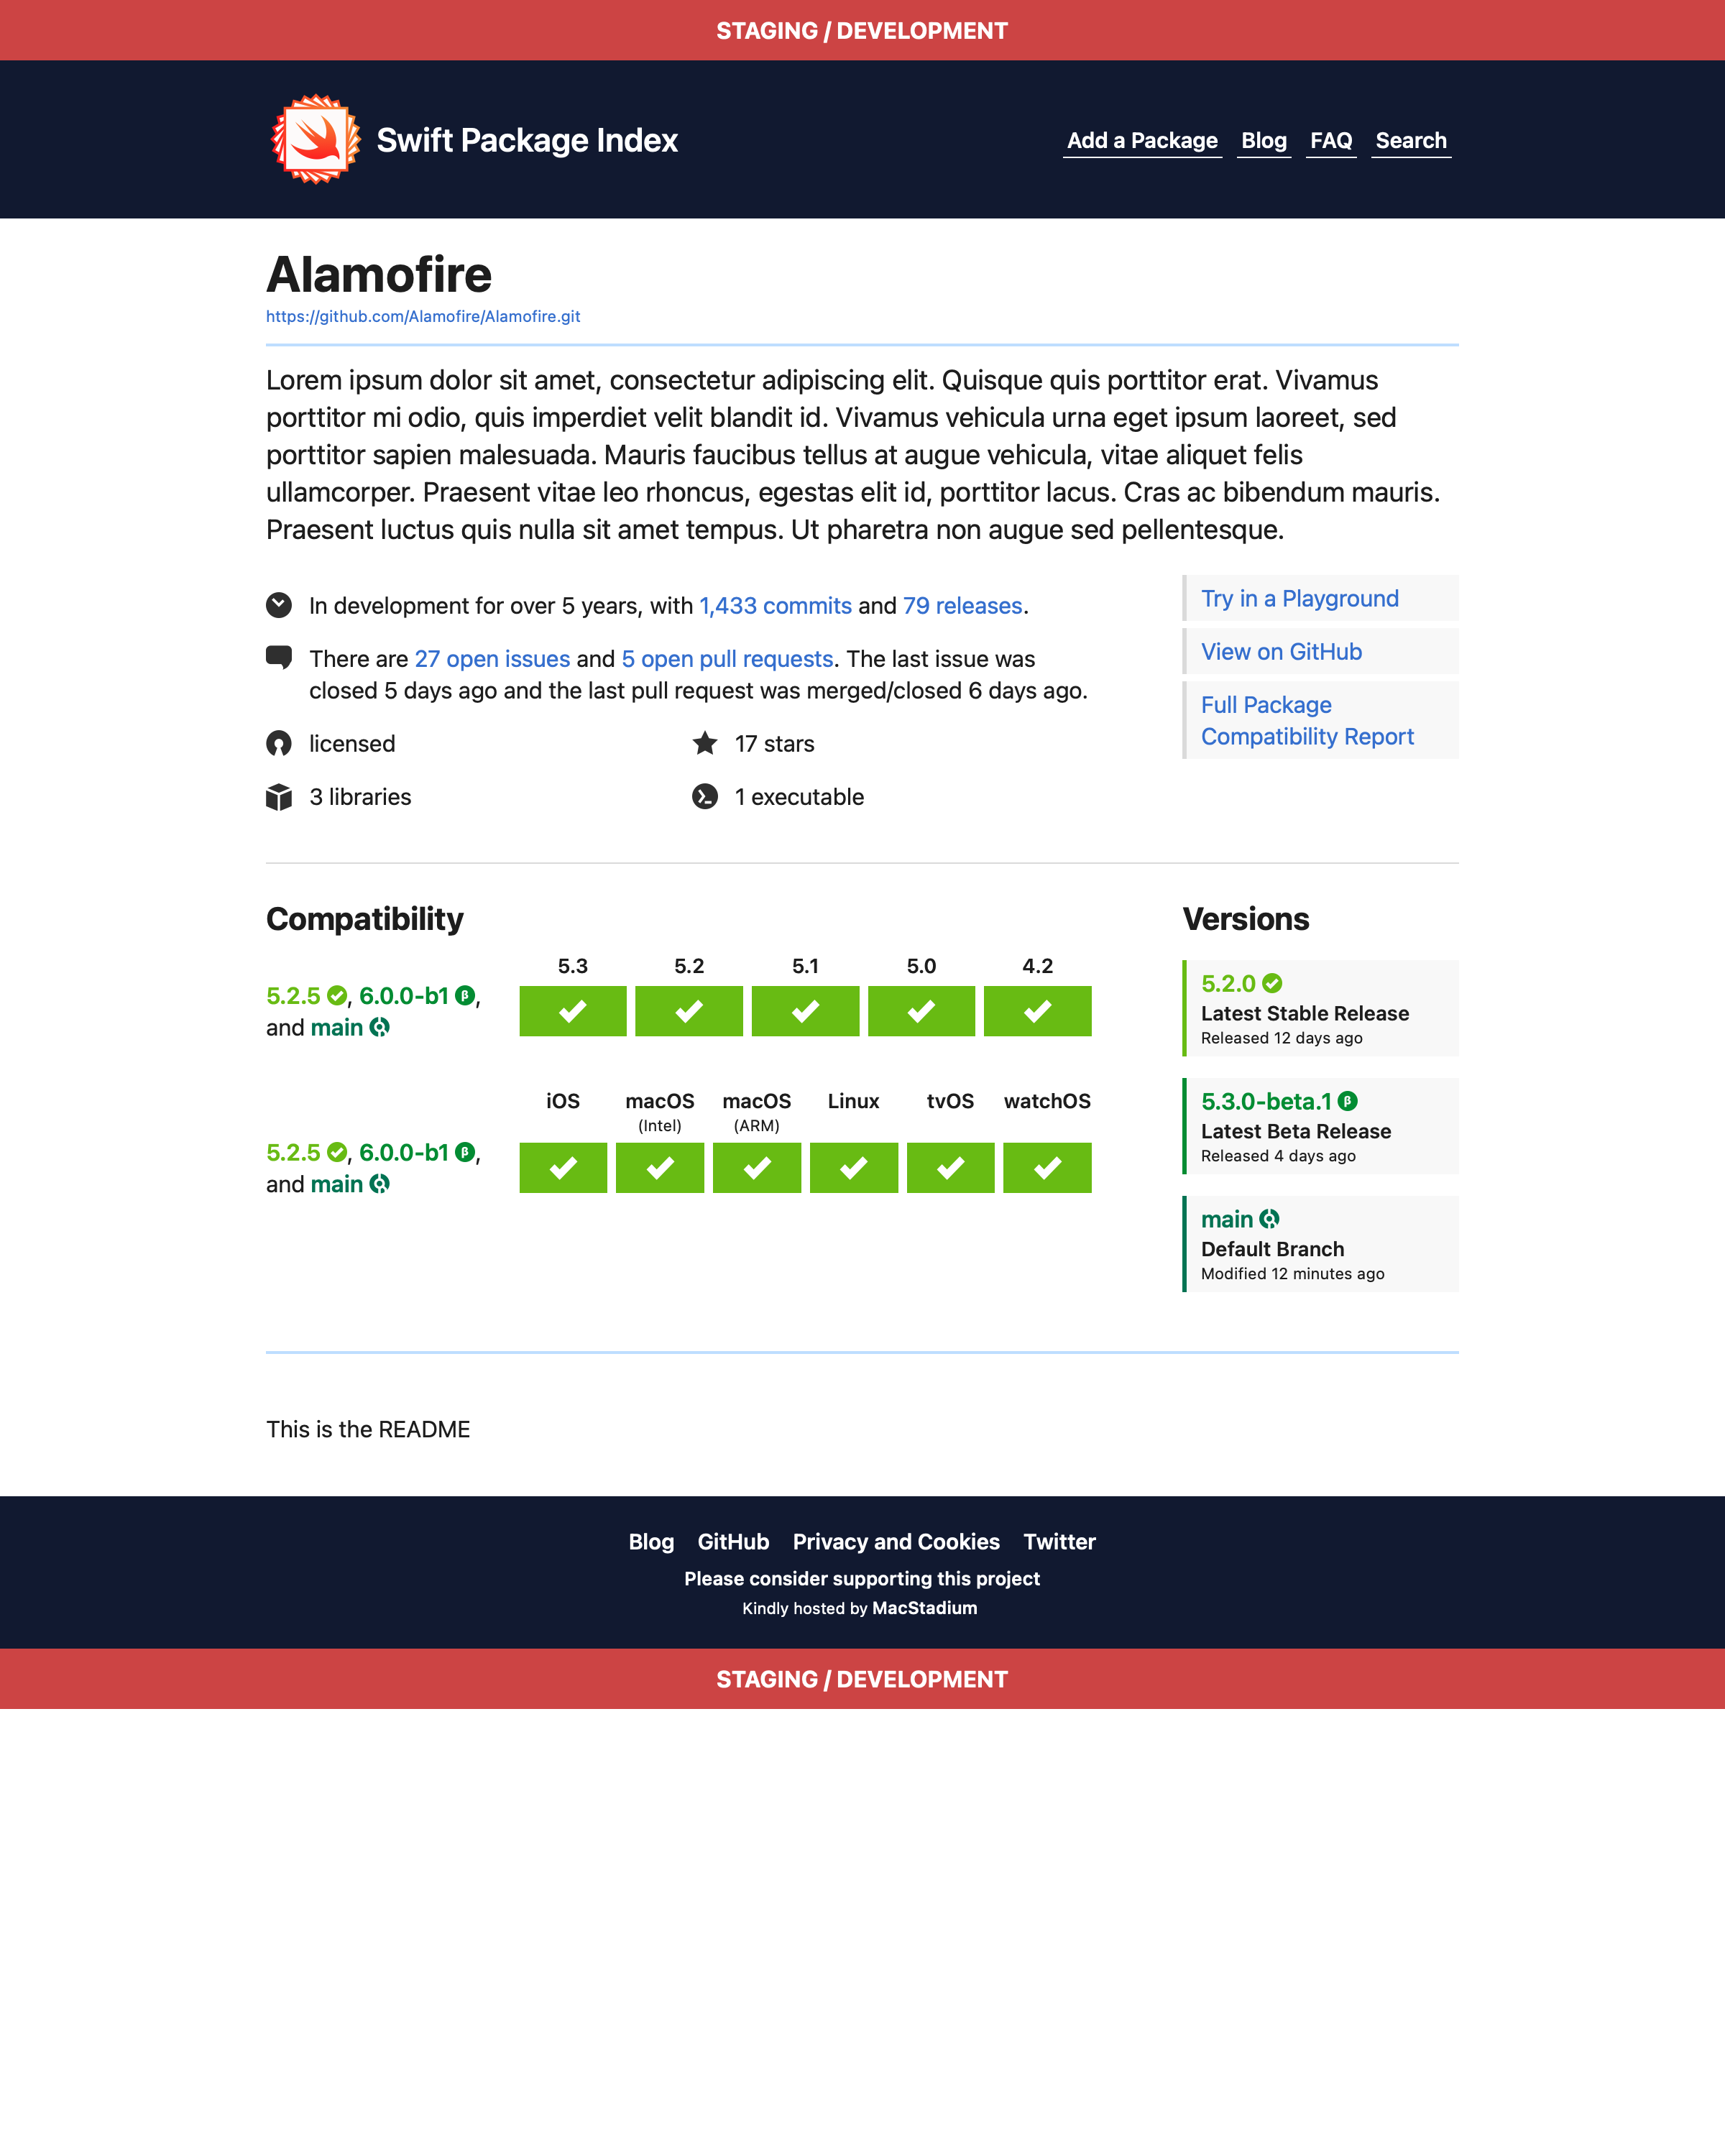 STAGING / DEVELOPMENT
Swift Package Index
Add a Package Blog FAQ Search
Alamofire
https://github.com/Alamofire/Alamofire.git
Lorem ipsum dolor sit amet, consectetur adipiscing elit. Quisque quis porttitor erat. Vivamus
porttitor mi odio, quis imperdiet velit blandit id. Vivamus vehicula urna eget ipsum laoreet, sed
porttitor sapien malesuada. Mauris faucibus tellus at augue vehicula, vitae aliquet felis
ullamcorper. Praesent vitae leo rhoncus, egestas elit id, porttitor lacus. Cras ac bibendum mauris.
Praesent luctus quis nulla sit amet tempus. Ut pharetra non augue sed pellentesque.
In development for over 5 years, with 1,433 commits and 79 releases.
There are 27 open issues and 5 open pull requests. The last issue was
closed 5 days ago and the last pull request was merged/closed 6 days ago.
licensed
17 stars
3 libraries
1 executable
Try in a Playground
View on GitHub
Full Package
Compatibility Report
Compatibility
5.3 5.2 5.1 5.0 4.2
5.2.5, 6.0.0-b1 β,
and main
iOS macOS macOS Linux tvOS watchOS
(Intel) (ARM)
5.2.5, 6.0.0-b1 β,
and main
Versions
5.2.0
Latest Stable Release
Released 12 days ago
5.3.0-beta.1 β
Latest Beta Release
Released 4 days ago
main
Default Branch
Modified 12 minutes ago
This is the README
Blog GitHub Privacy and Cookies Twitter
Please consider supporting this project
Kindly hosted by MacStadium
STAGING / DEVELOPMENT